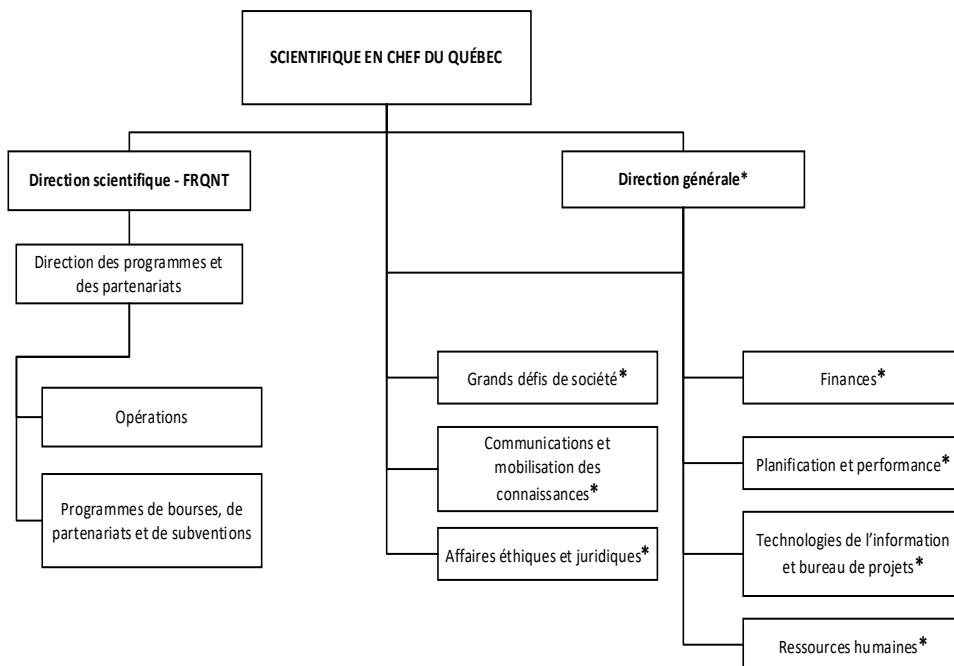 SCIENTIFIQUE EN CHEF DU QUÉBEC
Direction scientifique - FRQNT
Direction générale*
Direction des programmes et
des partenariats
Opérations
Programmes de bourses, de
partenariats et de subventions
Grands défis de société*
Communications et
mobilisation des
connaissances*
Affaires éthiques et juridiques*
Finances*
Planification et performance*
Technologies de l’information
et bureau de projets*
Ressources humaines*